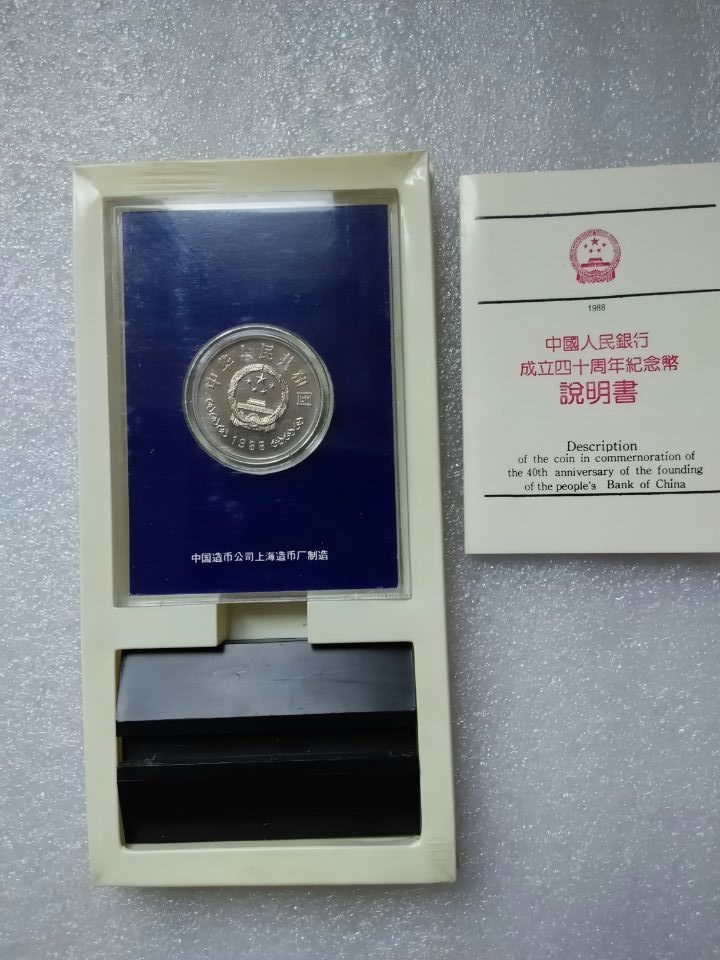 中华人民共和国
1988
中国造币公司上海造币厂制造
1988
中國人民銀行
成立四十周年紀念幣
說明書
Description
of the coin in commernoration of
the 40th anniversary of the founding
of the people's Bank of China